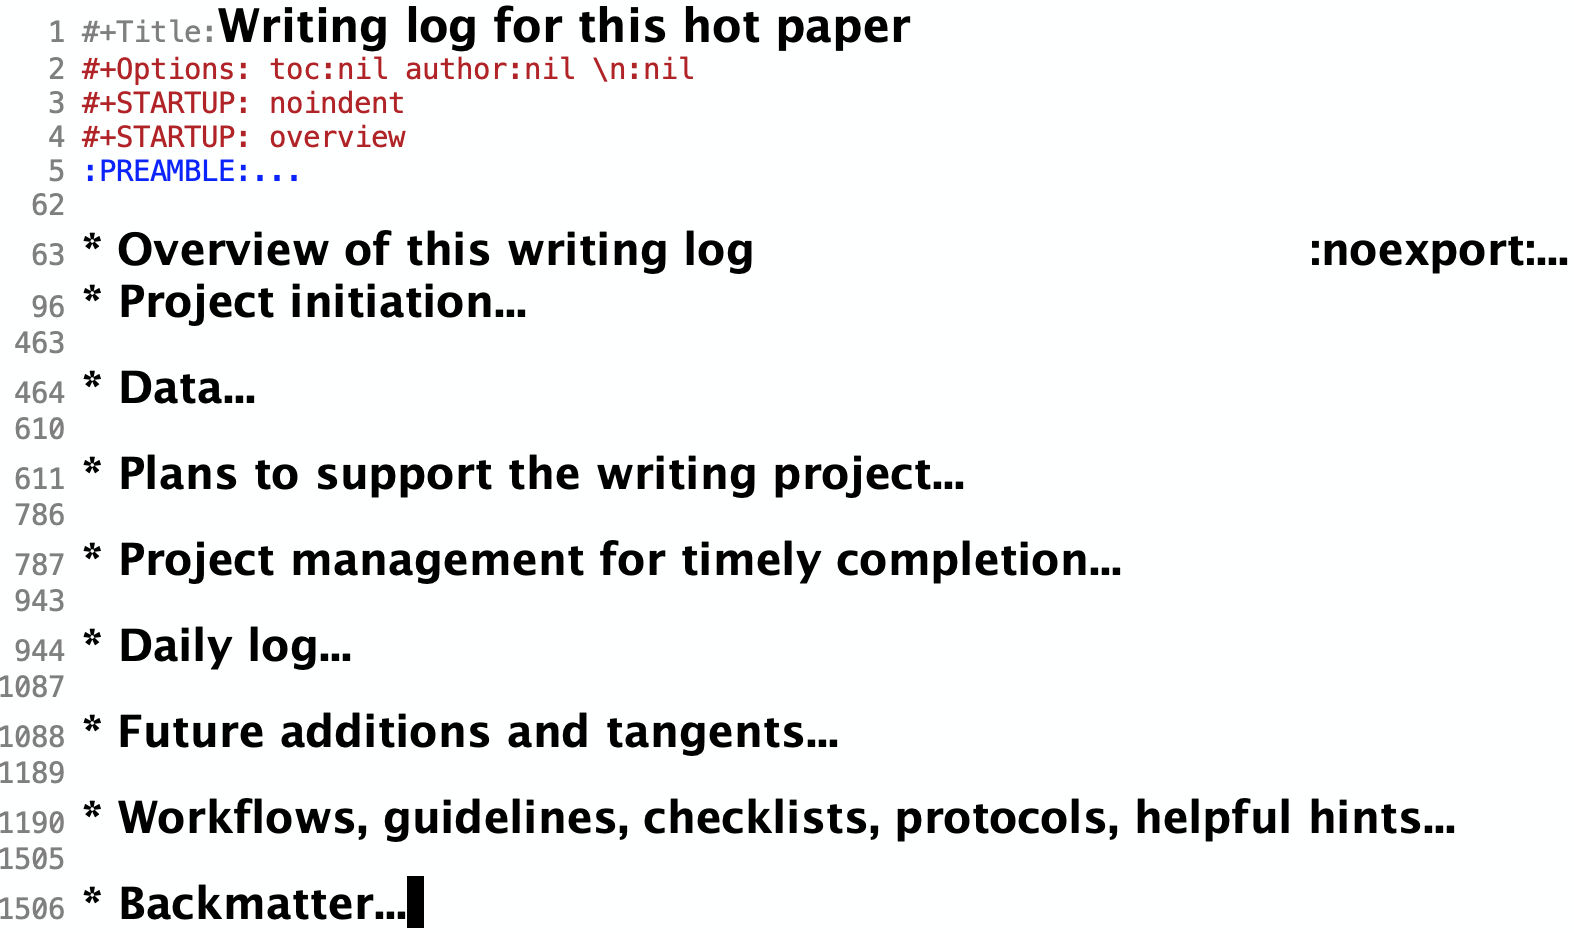 1 #+Title:Writing log for this hot paper
2 #+Options: toc:nil author:nil \n:nil
3 #+STARTUP: noindent
4 #+STARTUP: overview
5 :PREAMBLE:...
62
63 * Overview of this writing log :noexport:...
96 * Project initiation...
463
464 * Data...
610
611 * Plans to support the writing project...
786
787 * Project management for timely completion...
943
944 * Daily log...
1087
1088 * Future additions and tangents...
1189
1190 * Workflows, guidelines, checklists, protocols, helpful hints...
1505
1506 * Backmatter...